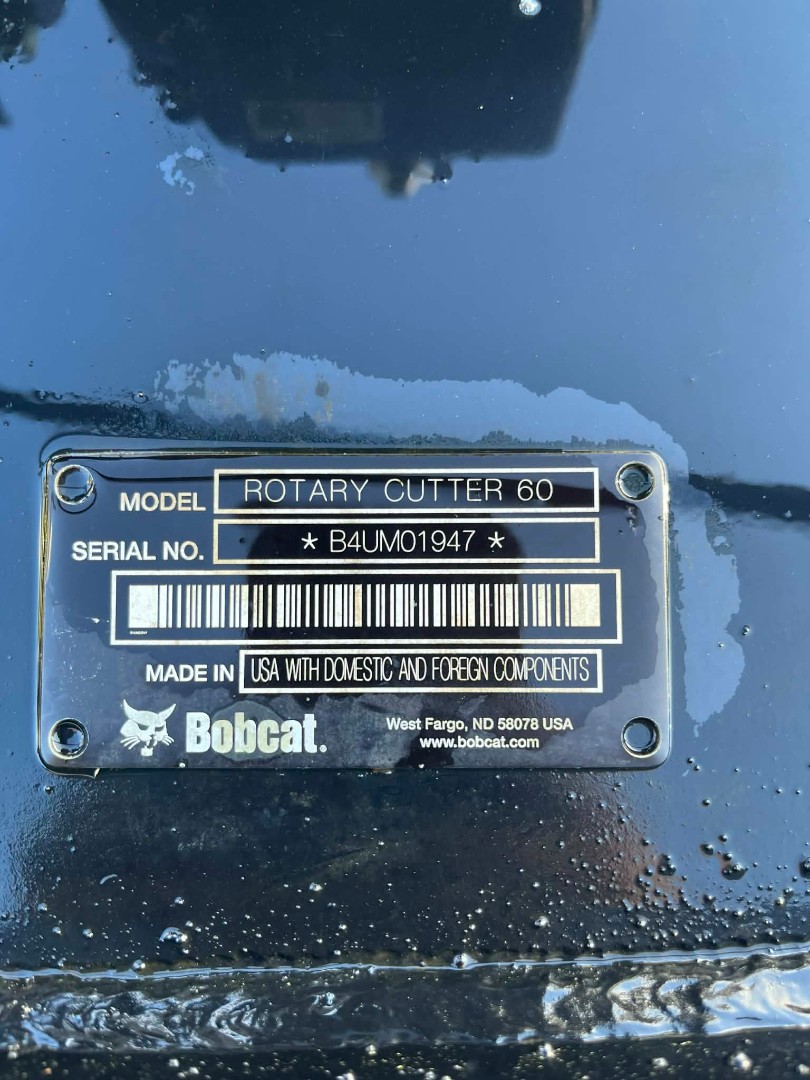 MODEL ROTARY CUTTER 60
SERIAL NO. * B4UM01947 *
MADE IN USA WITH DOMESTIC AND FOREIGN COMPONENTS
Bobcat.
West Fargo, ND 58078 USA
www.bobcat.com